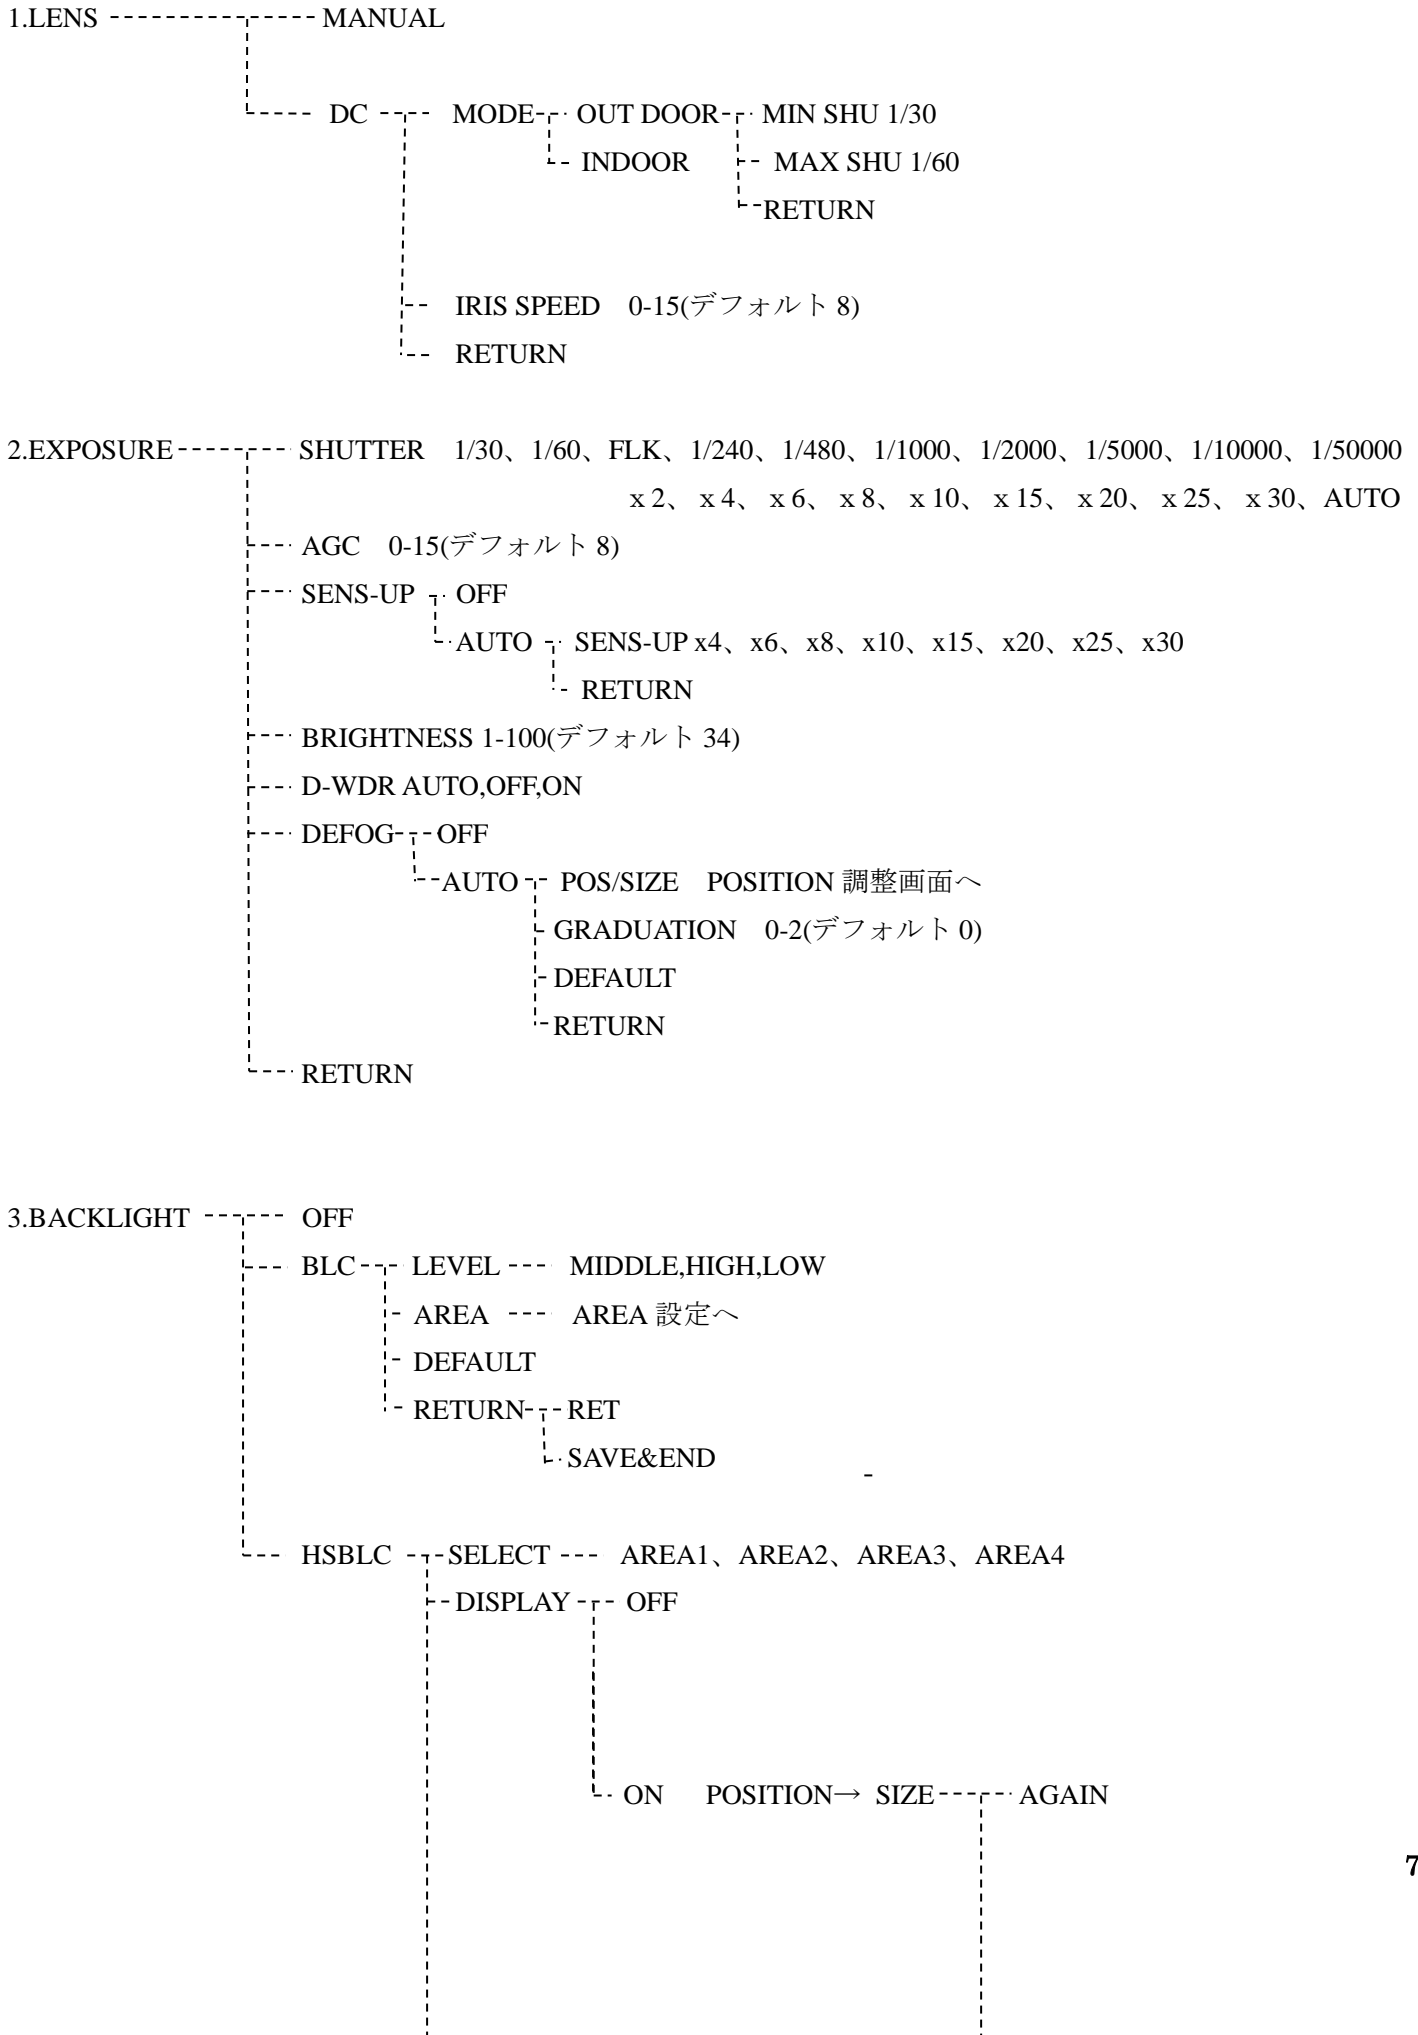 1.LENS MANUAL
DC MODE OUT DOOR MIN SHU 1/30
INDOOR MAX SHU 1/60
RETURN
IRIS SPEED 0-15(デフォルト 8)
RETURN
2.EXPOSURE SHUTTER 1/30、1/60、FLK、1/240、1/480、1/1000、1/2000、1/5000、1/10000、1/50000
x 2、 x 4、 x 6、 x 8、 x 10、 x 15、 x 20、 x 25、 x 30、AUTO
AGC 0-15(デフォルト 8)
SENS-UP OFF
AUTO SENS-UP x4、x6、x8、x10、x15、x20、x25、x30
RETURN
BRIGHTNESS 1-100(デフォルト 34)
D-WDR AUTO,OFF,ON
DEFOG OFF
AUTO POS/SIZE POSITION 調整画面へ
GRADUATION 0-2(デフォルト 0)
DEFAULT
RETURN
RETURN
3.BACKLIGHT OFF
BLC LEVEL MIDDLE,HIGH,LOW
AREA AREA 設定へ
DEFAULT
RETURN RET
SAVE&END
HSBLC SELECT AREA1、AREA2、AREA3、AREA4
DISPLAY OFF
ON POSITION→ SIZE AGAIN
7